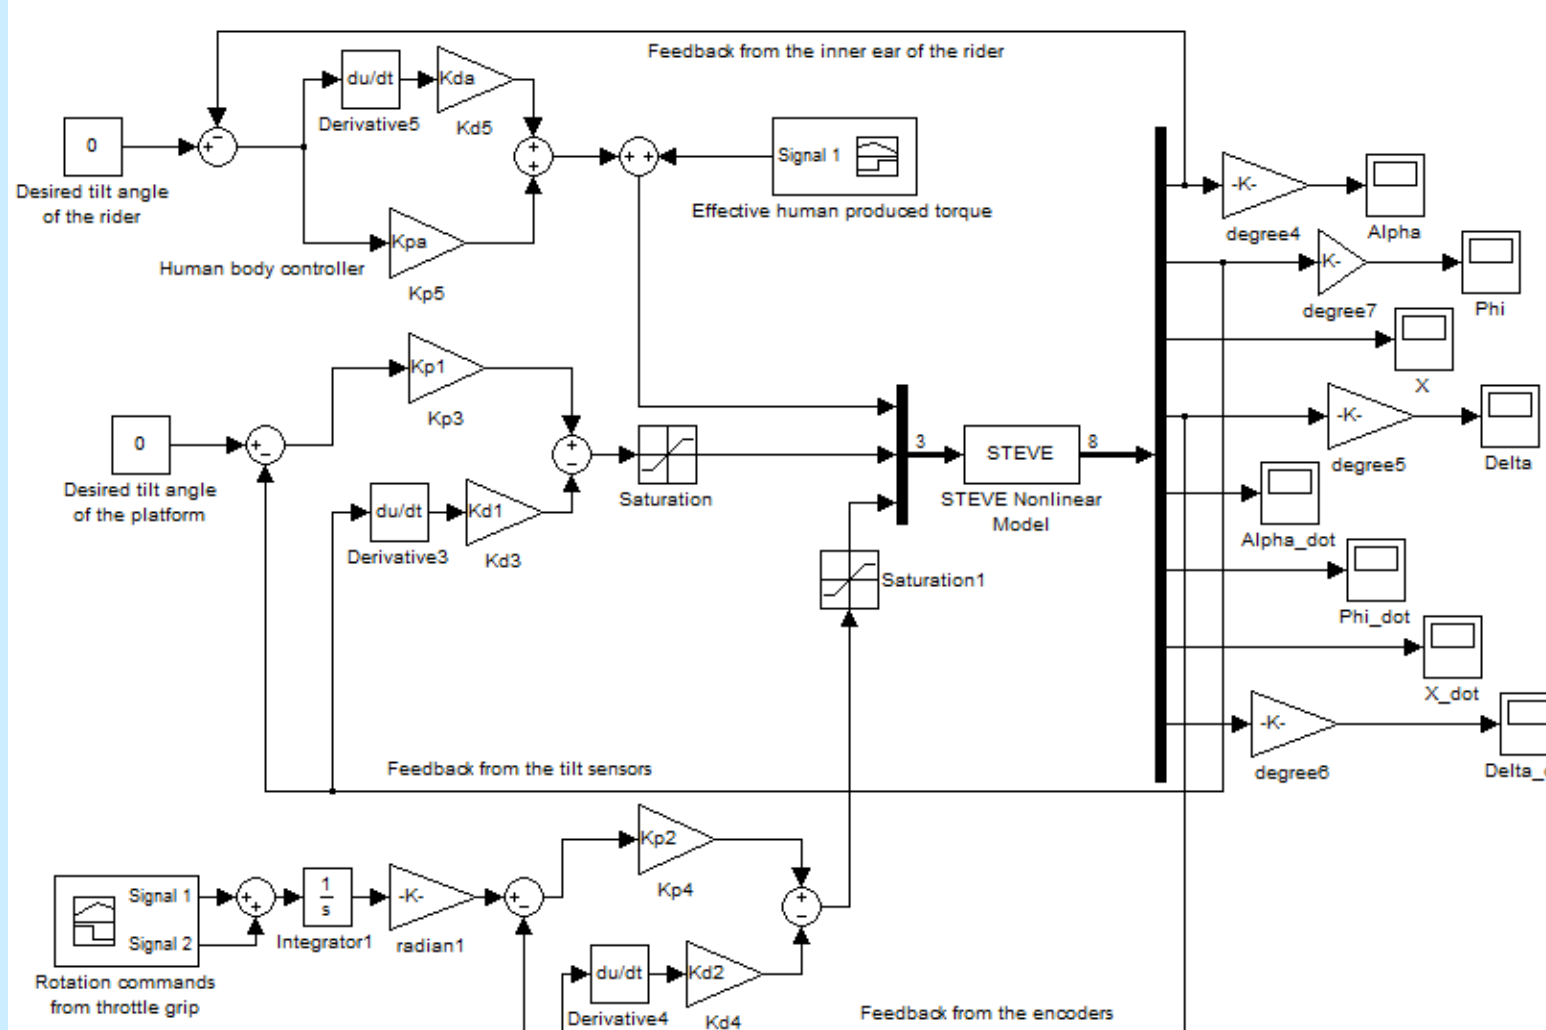 Feedback from the inner ear of the rider
du/dt
Kda
Derivative5
Kd5
0
Desired tilt angle
of the rider
Signal 1
Effective human produced torque
Kpa
Human body controller
Kp5
-K-
degree4
Alpha
K-
degree7
Phi
X
Kp1
Kp3
0
Desired tilt angle
of the platform
Saturation
3
STEVE
8
STEVE Nonlinear
Model
-K-
degree5
Delta
du/dt
Kd1
Derivative3
Kd3
Alpha_dot
Saturation1
Phi_dot
X_dot
-K-
degree6
Delta_
Feedback from the tilt sensors
Kp2
Kp4
Signal 1
Signal 2
1
s
Integrator1
-K-
radian1
Rotation commands
from throttle grip
du/dt
Kd2
Derivative4
Kd4
Feedback from the encoders